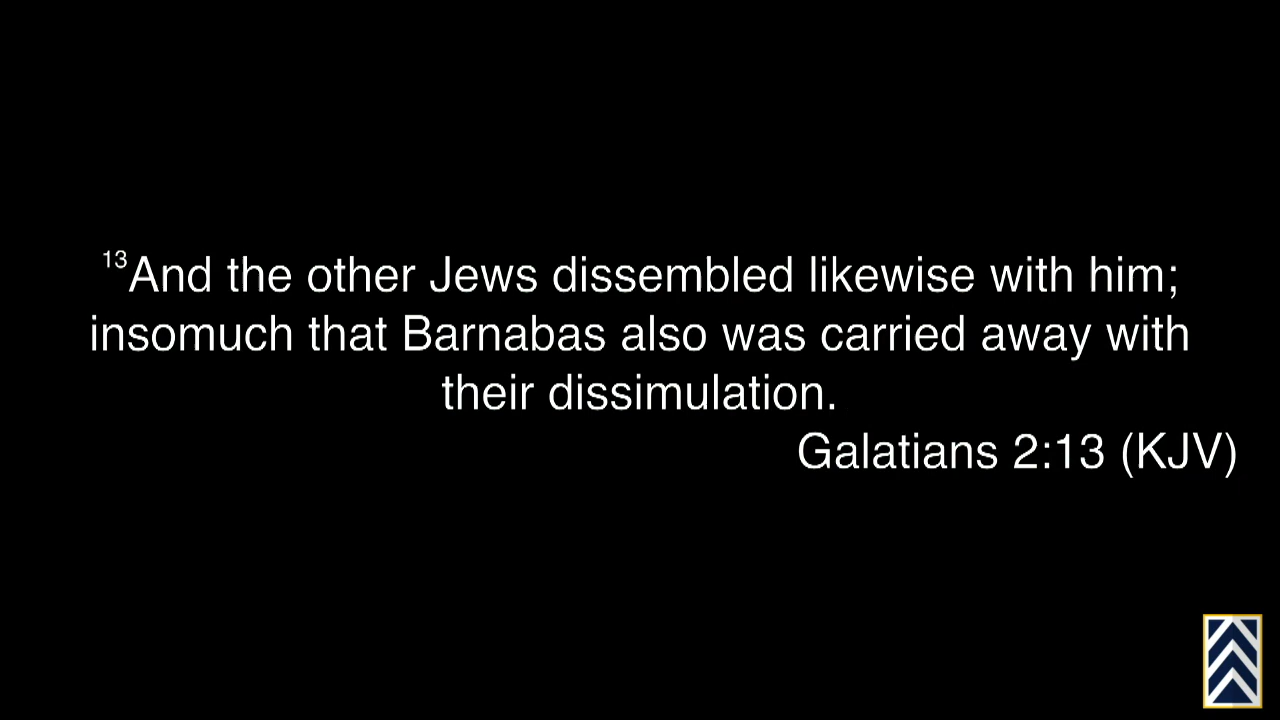 13And the other Jews dissembled likewise with him;
insomuch that Barnabas also was carried away with
their dissimulation.
Galatians 2:13 (KJV)